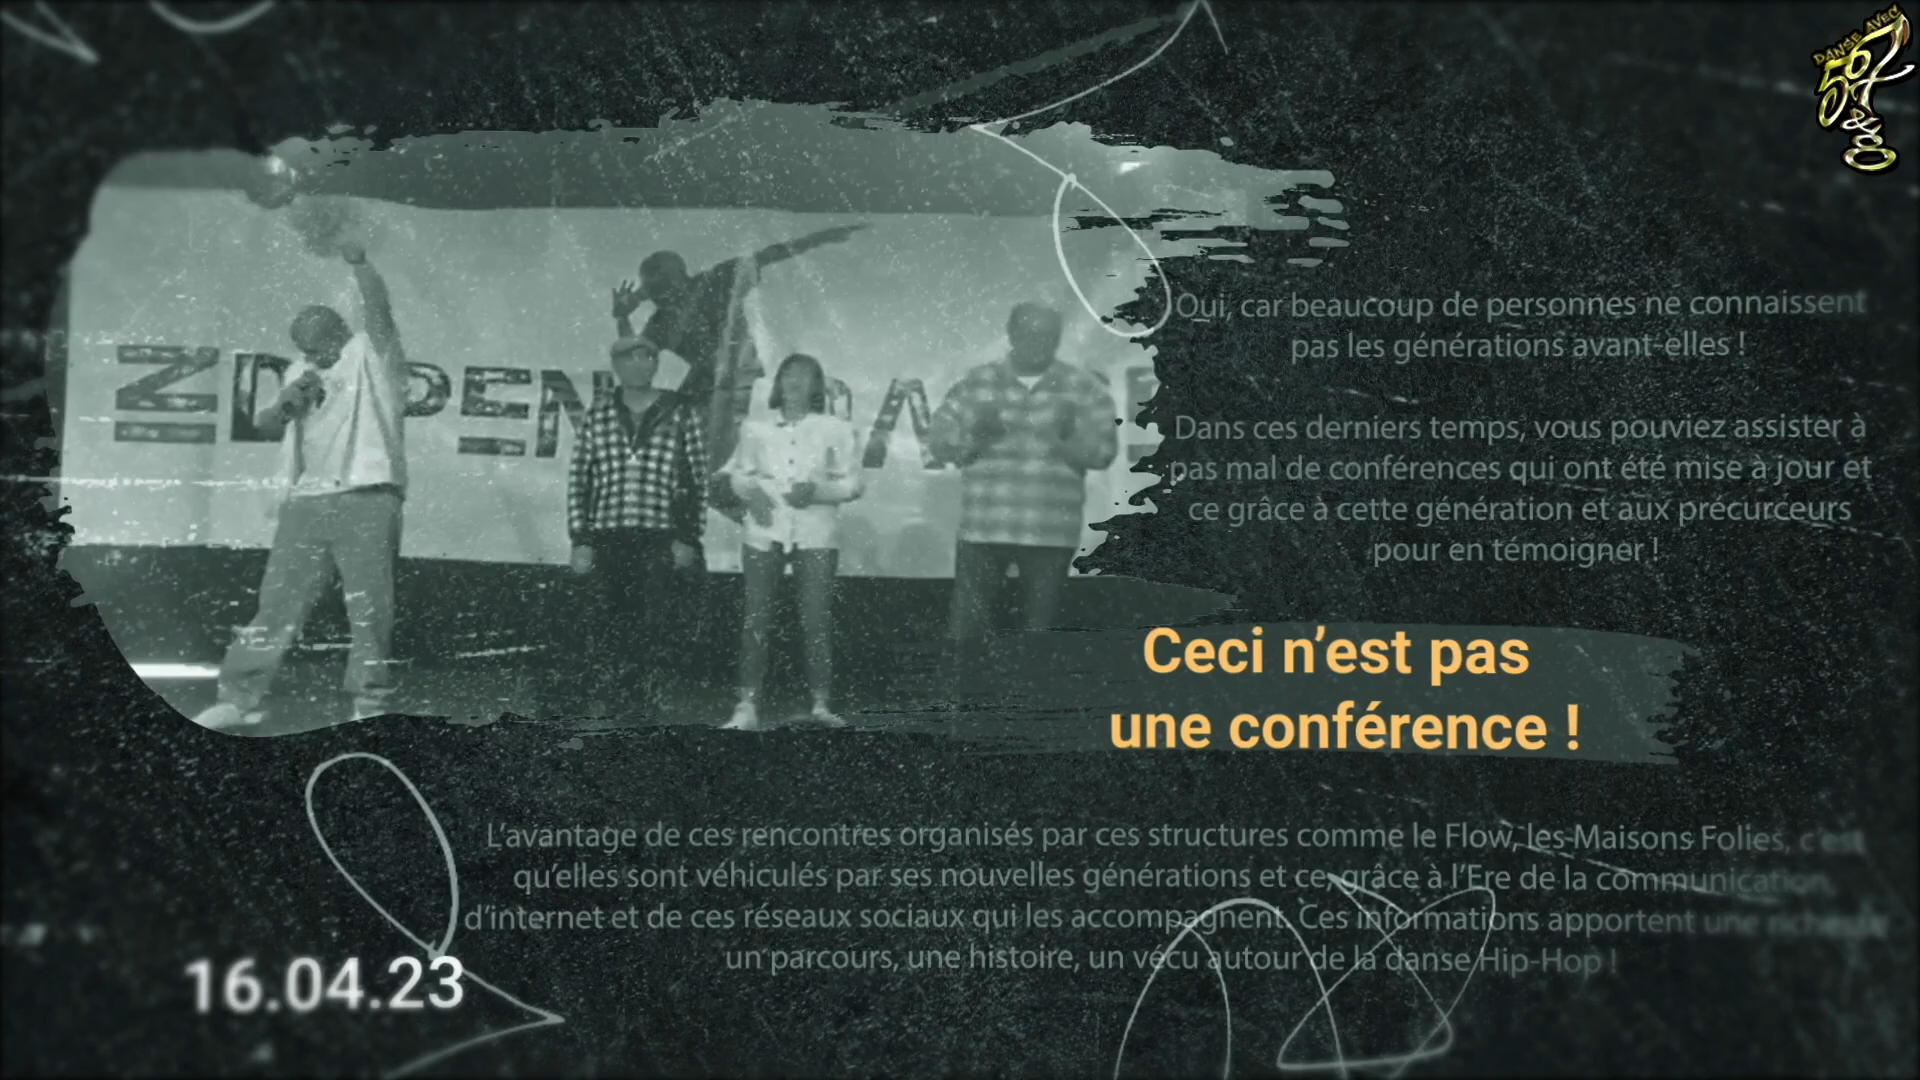 DANSE AVEC
Oui, car beaucoup de personnes ne connaissent
pas les générations avant-elles !
Dans ces derniers temps, vous pouviez assister à
pas mal de conférences qui ont été mise à jour et
ce grâce à cette génération et aux précurceurs
pour en témoigner !
Ceci n’est pas
une conférence !
L’avantage de ces rencontres organisés par ces structures comme le Flow, les Maisons Folies, c’est
qu’elles sont véhiculés par ses nouvelles générations et ce, grâce à l’Ere de la communication,
d’internet et de ces réseaux sociaux qui les accompagnent. Ces informations apportent une richesse
un parcours, une histoire, un vécu autour de la danse Hip-Hop !
16.04.23